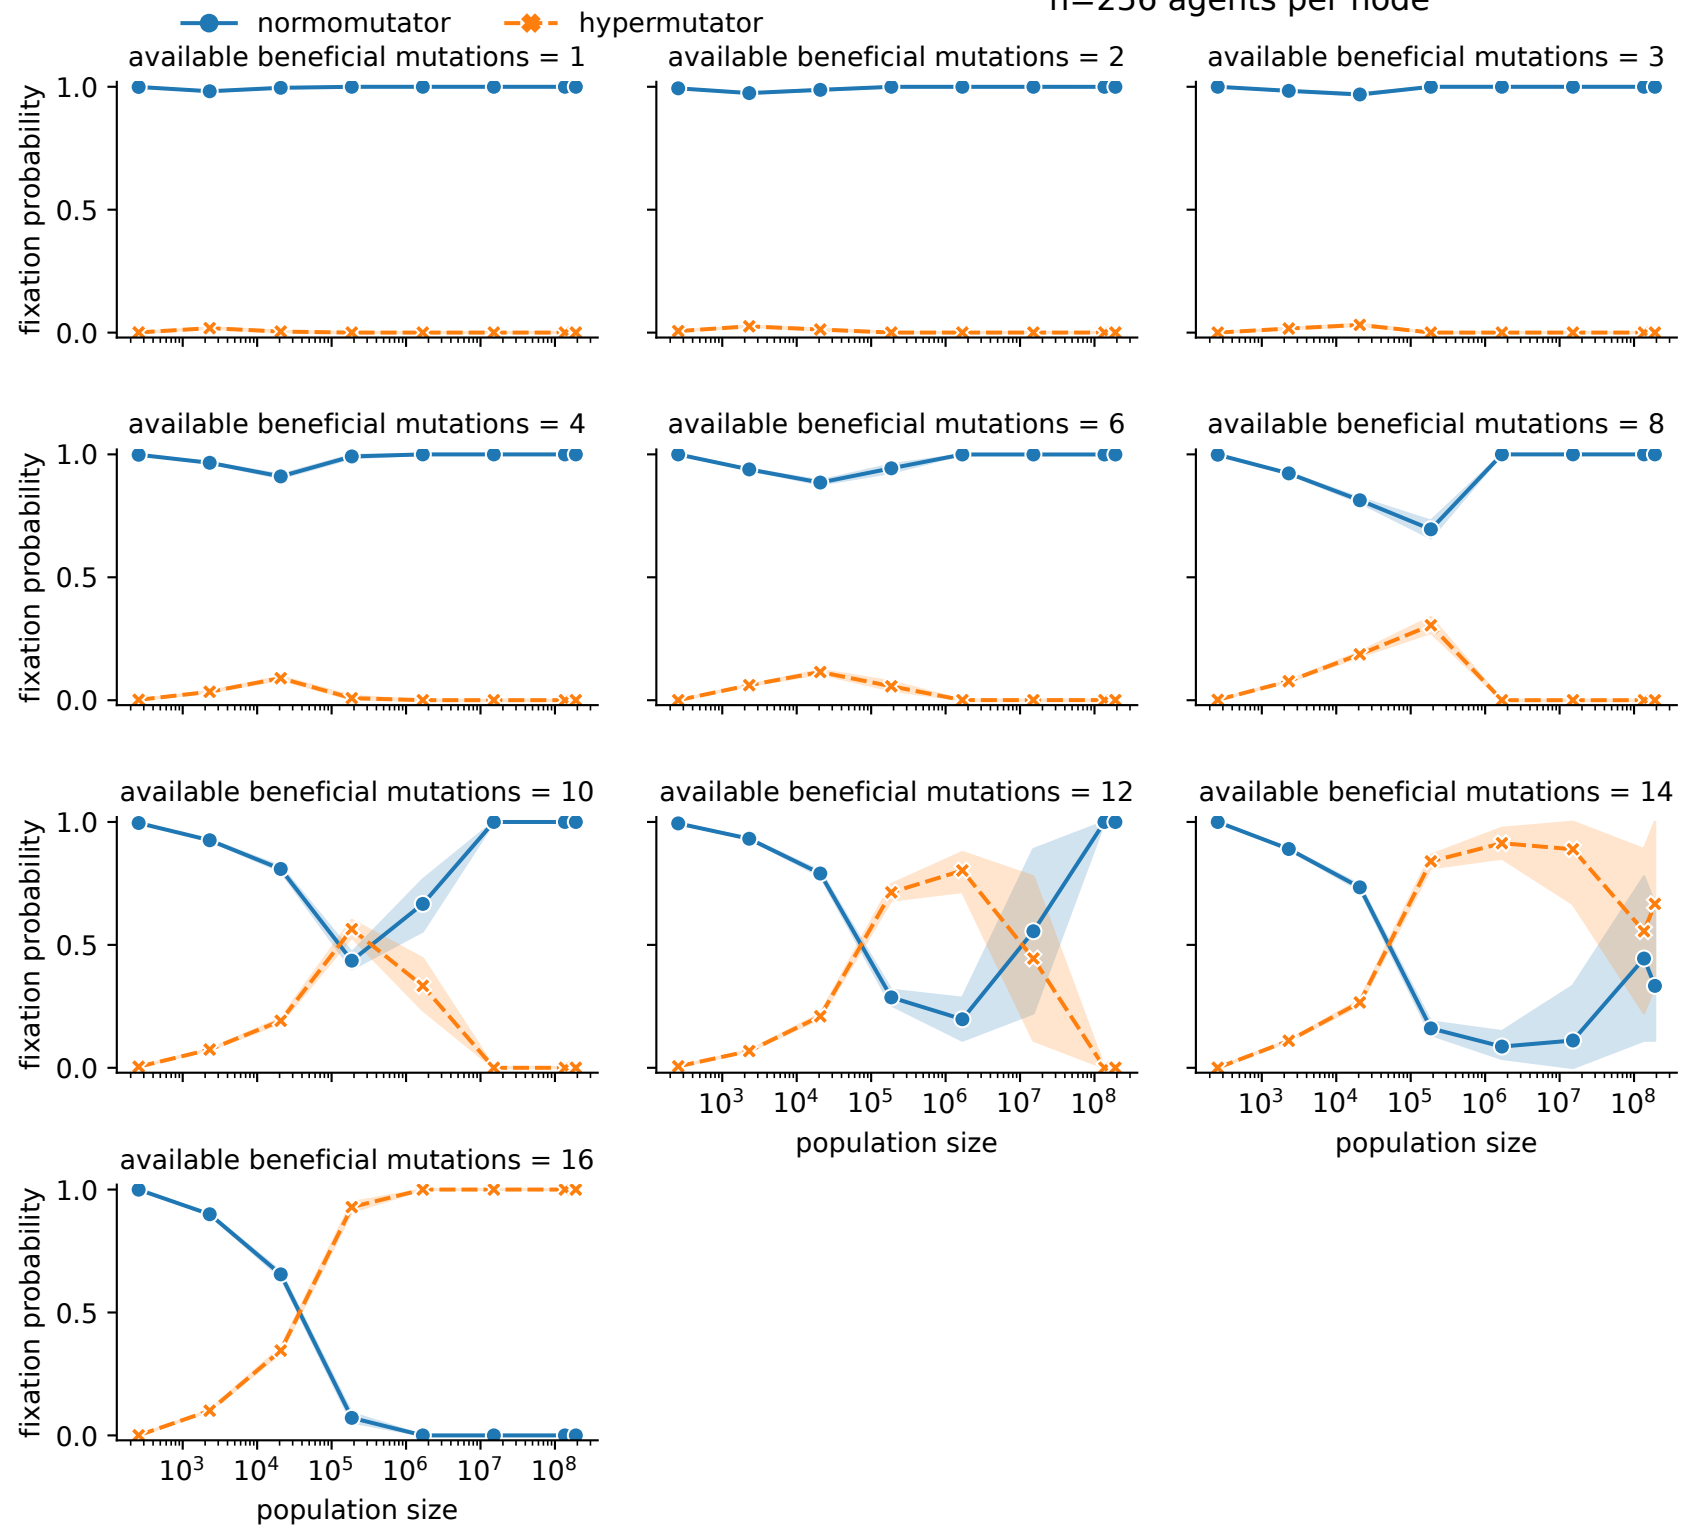 n=256 agents per node
normomutator hypermutator
available beneficial mutations = 1 available beneficial mutations = 2 available beneficial mutations = 3
fixation probability
1.0
0.5
0.0
available beneficial mutations = 4 available beneficial mutations = 6 available beneficial mutations = 8
fixation probability
1.0
0.5
0.0
available beneficial mutations = 10 available beneficial mutations = 12 available beneficial mutations = 14
fixation probability
1.0
0.5
0.0
10³ 10⁴ 10⁵ 10⁶ 10⁷ 10⁸ 10³ 10⁴ 10⁵ 10⁶ 10⁷ 10⁸
population size population size
available beneficial mutations = 16
fixation probability
1.0
0.5
0.0
10³ 10⁴ 10⁵ 10⁶ 10⁷ 10⁸
population size